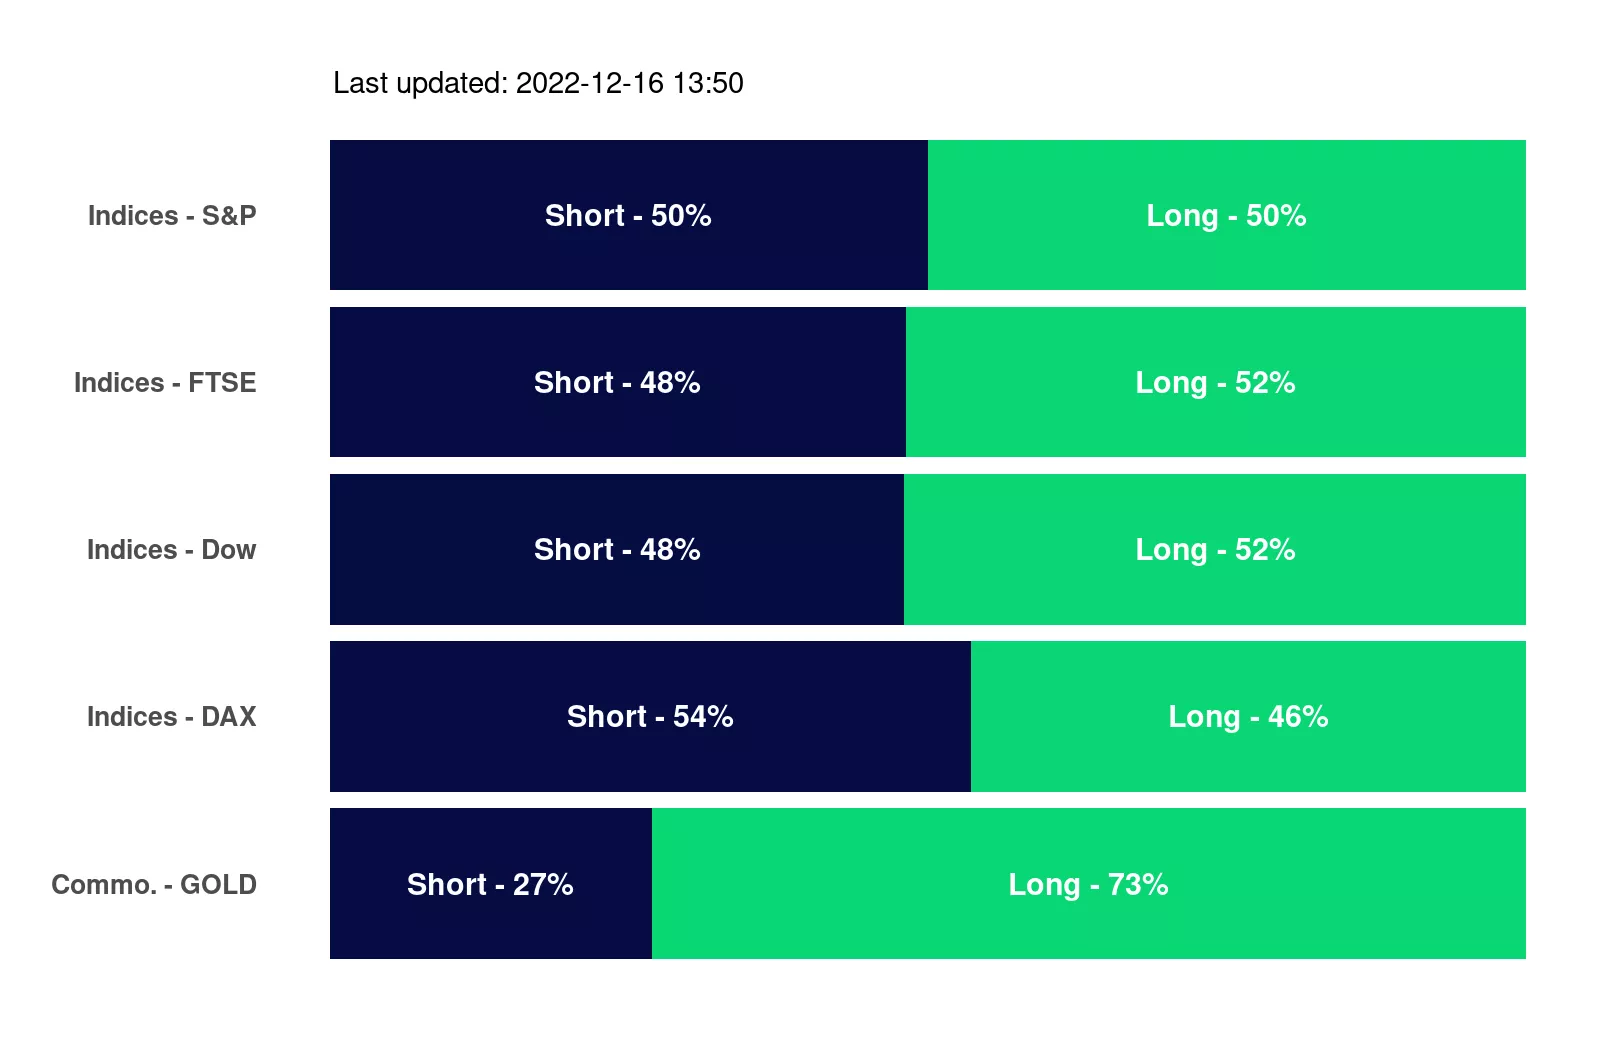 Last updated: 2022-12-16 13:50
Indices - S&P Short - 50% Long - 50%
Indices - FTSE Short - 48% Long - 52%
Indices - Dow Short - 48% Long - 52%
Indices - DAX Short - 54% Long - 46%
Commo. - GOLD Short - 27% Long - 73%